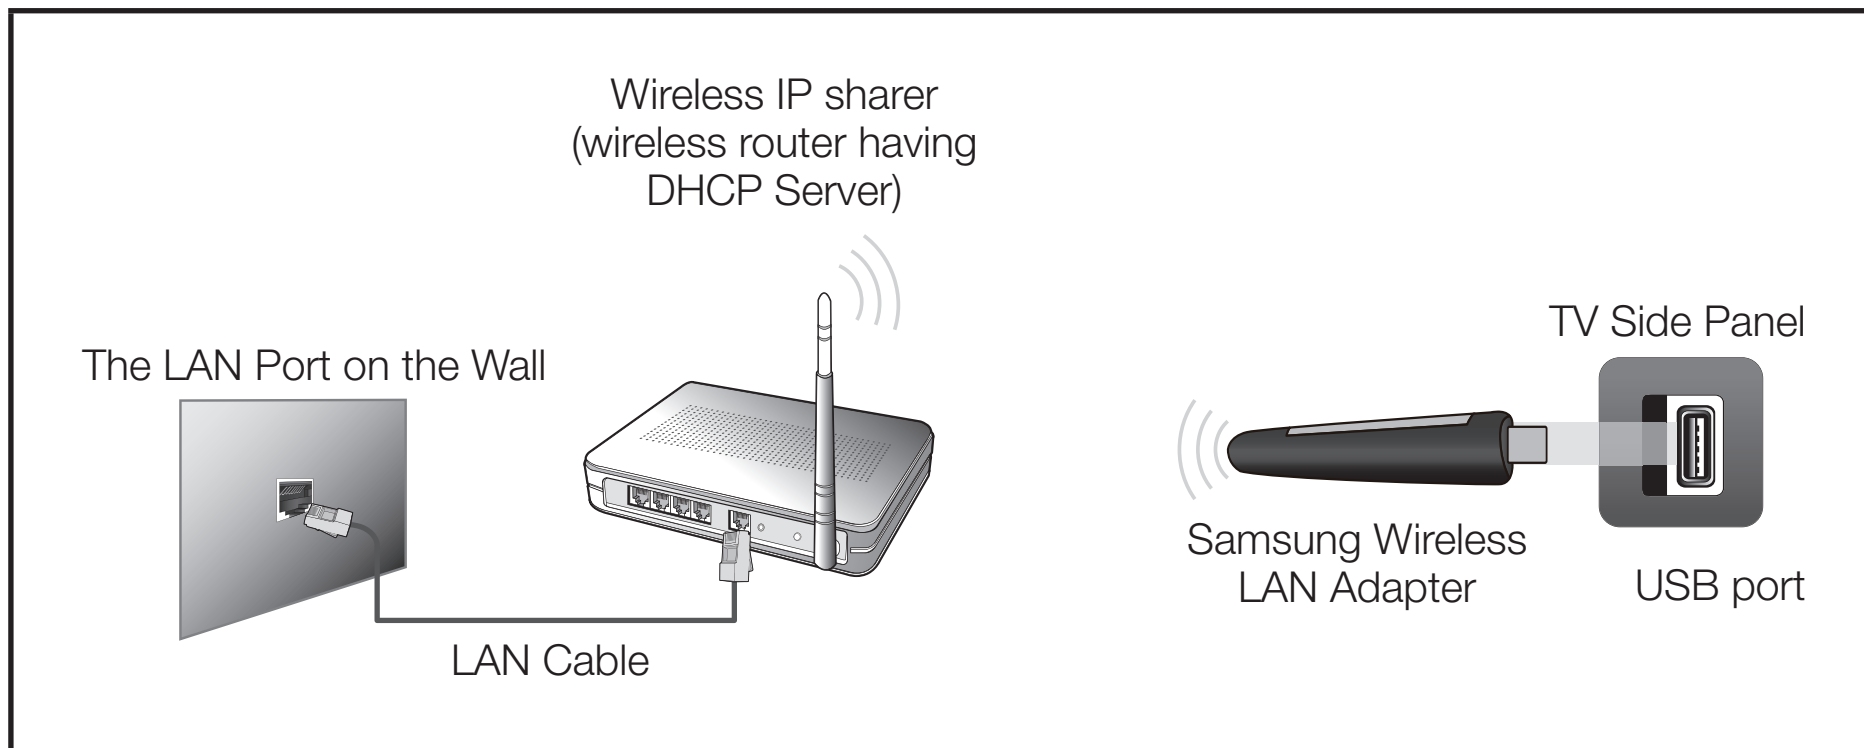 Wireless IP sharer
(wireless router having
DHCP Server)
TV Side Panel
The LAN Port on the Wall
Samsung Wireless
LAN Adapter
USB port
LAN Cable